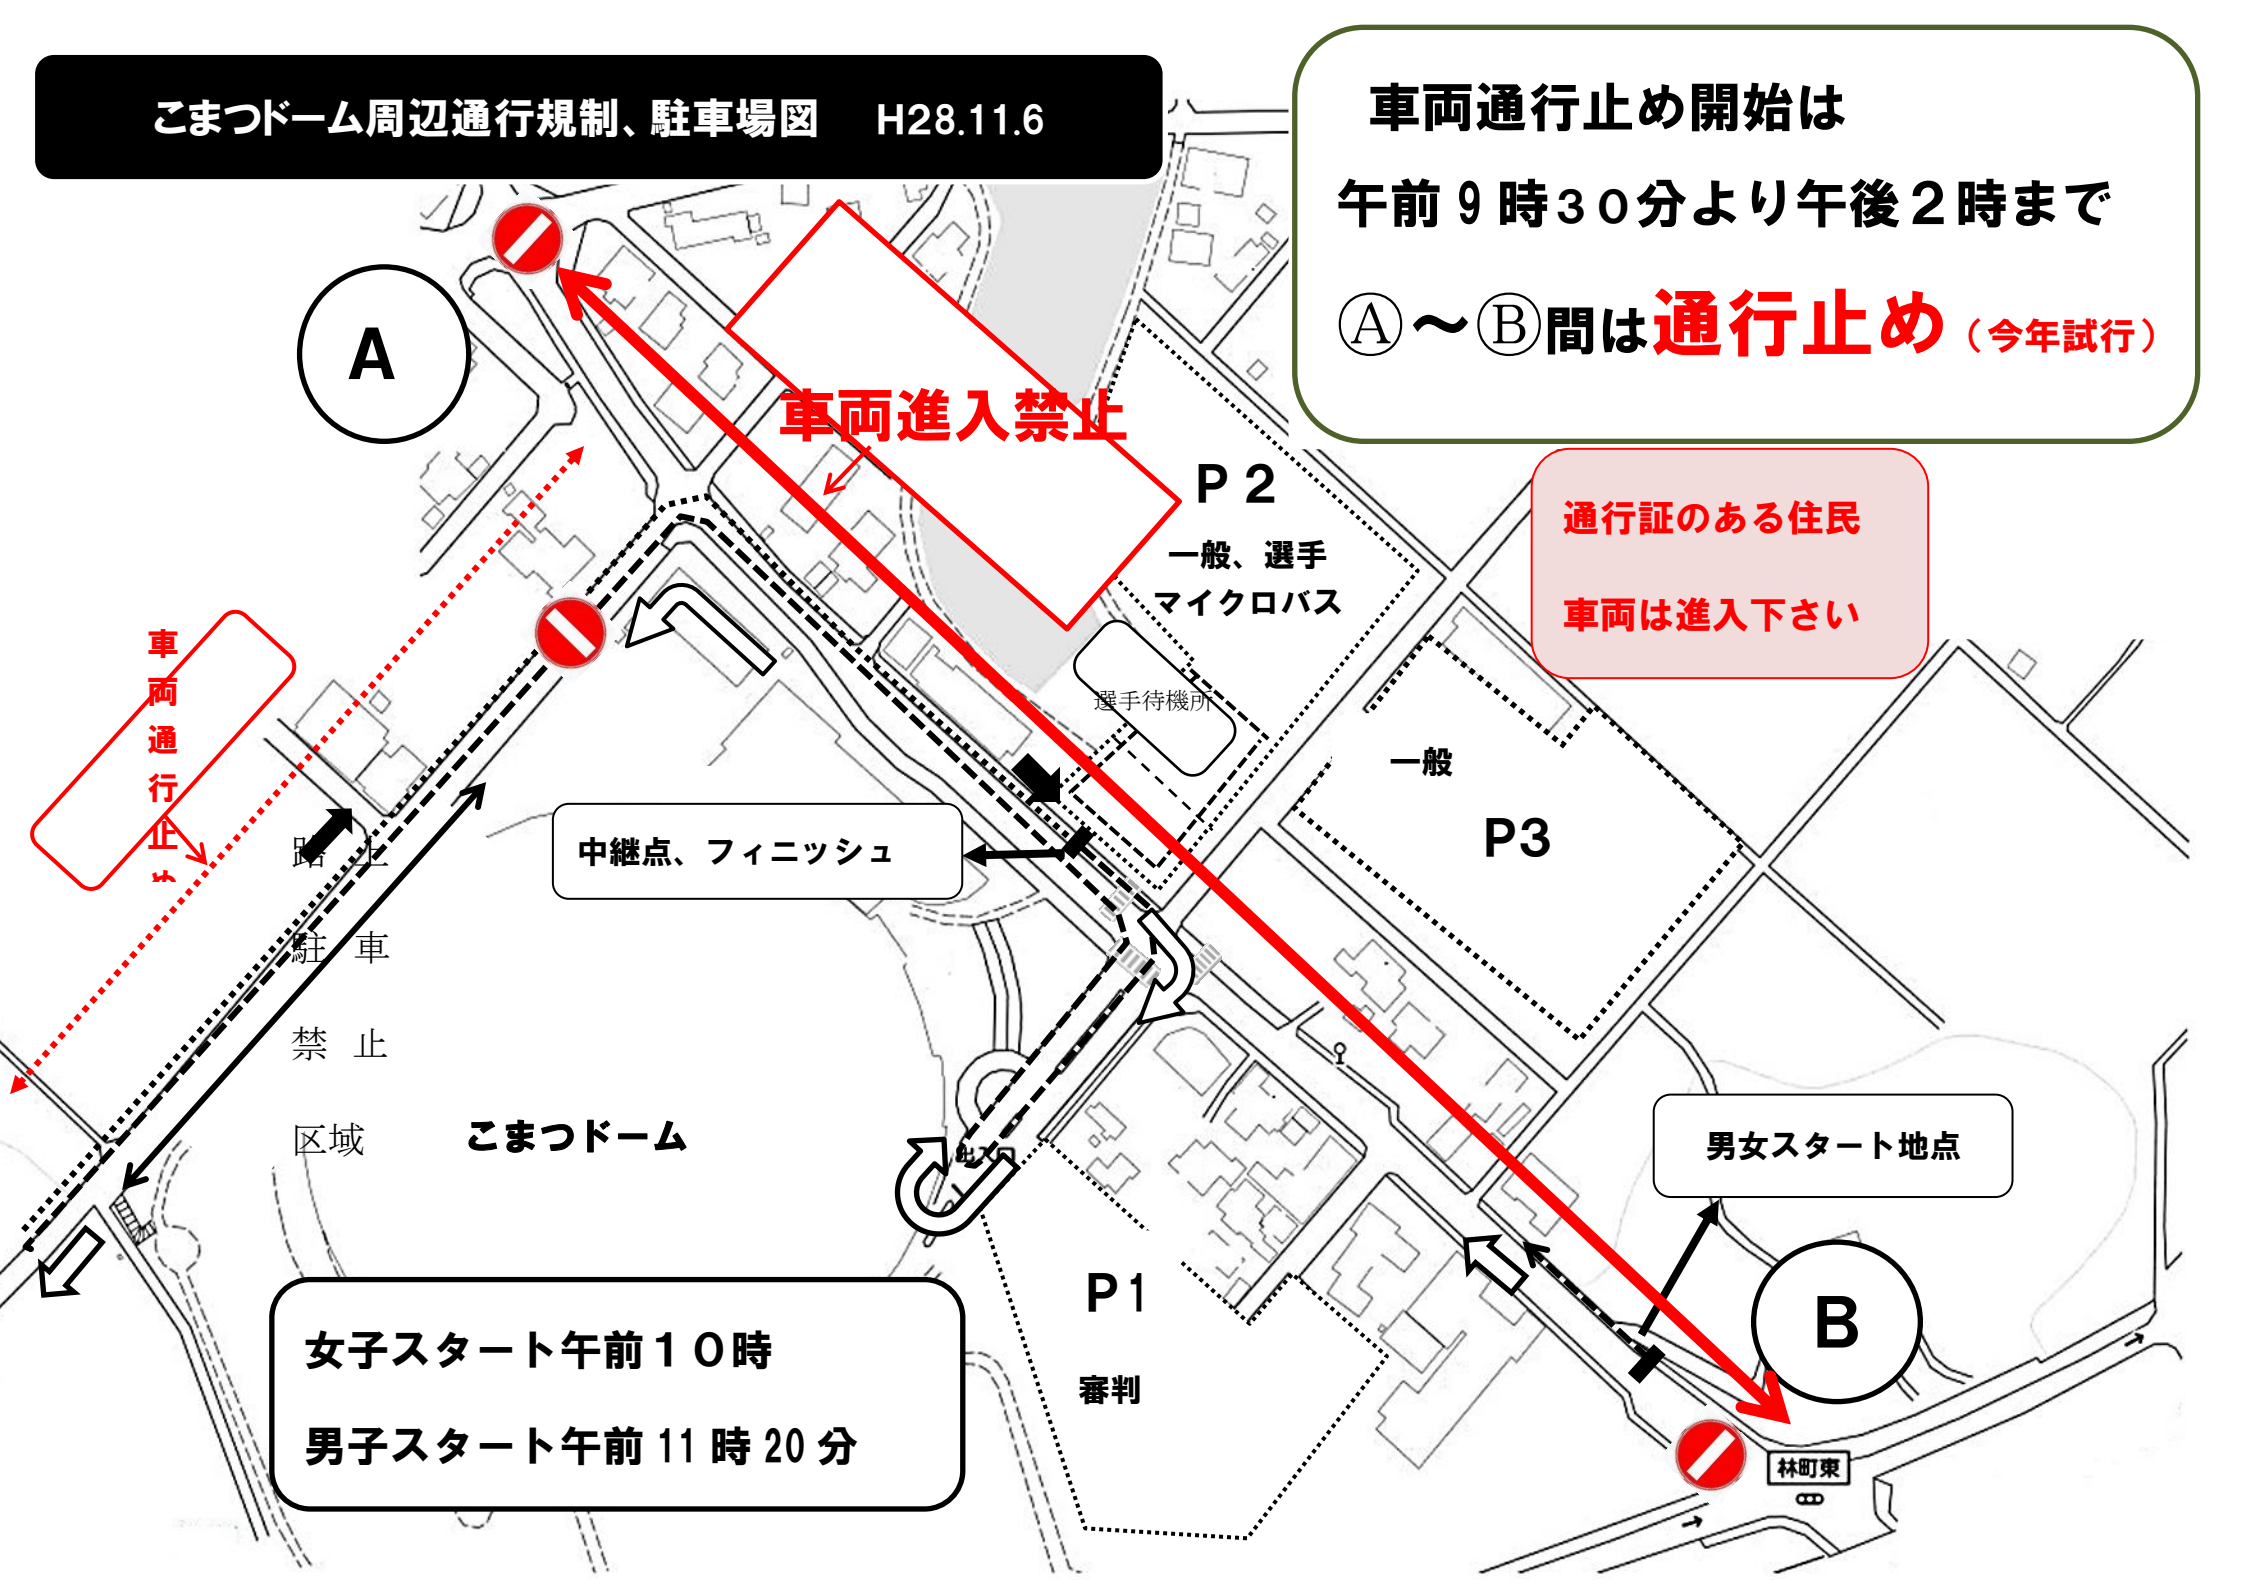 こまつドーム周辺通行規制、駐車場図　H28.11.6
車両通行止め開始は
午前9時３０分より午後２時まで
Ⓐ～Ⓑ間は通行止め（今年試行）
A
車両進入禁止
P２
一般、選手
マイクロバス
通行証のある住民
車両は進入下さい
車両通行止め
選手待機所
一般
P3
中継点、フィニッシュ
路上
駐車
禁止
区域
こまつドーム
出入口
男女スタート地点
P1
審判
B
女子スタート午前１０時
男子スタート午前 11 時 20 分
林町東